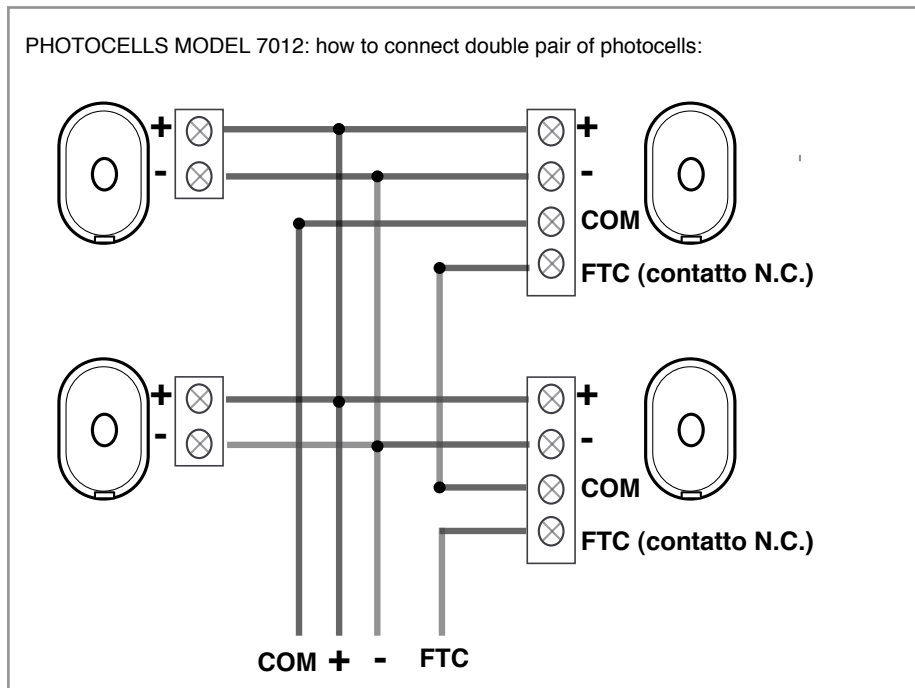 PHOTOCELLS MODEL 7012: how to connect double pair of photocells:
+ +
- -
COM
FTC (contatto N.C.)
+ +
- -
COM
FTC (contatto N.C.)
COM + - FTC